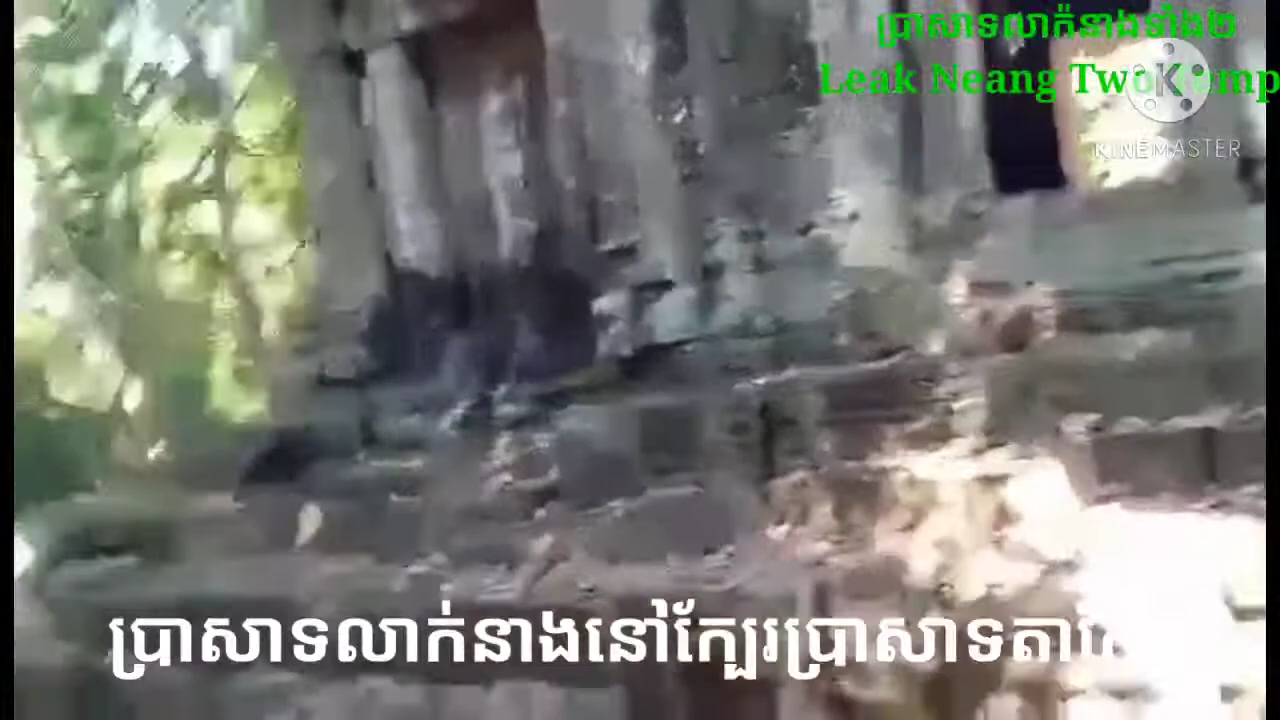 ប្រាសាទលាក៉នាងទាំង២
Leak Neang Two
KINEMASTER
ប្រាសាទលាក់នាងនៅក្បែរប្រាសាទតា